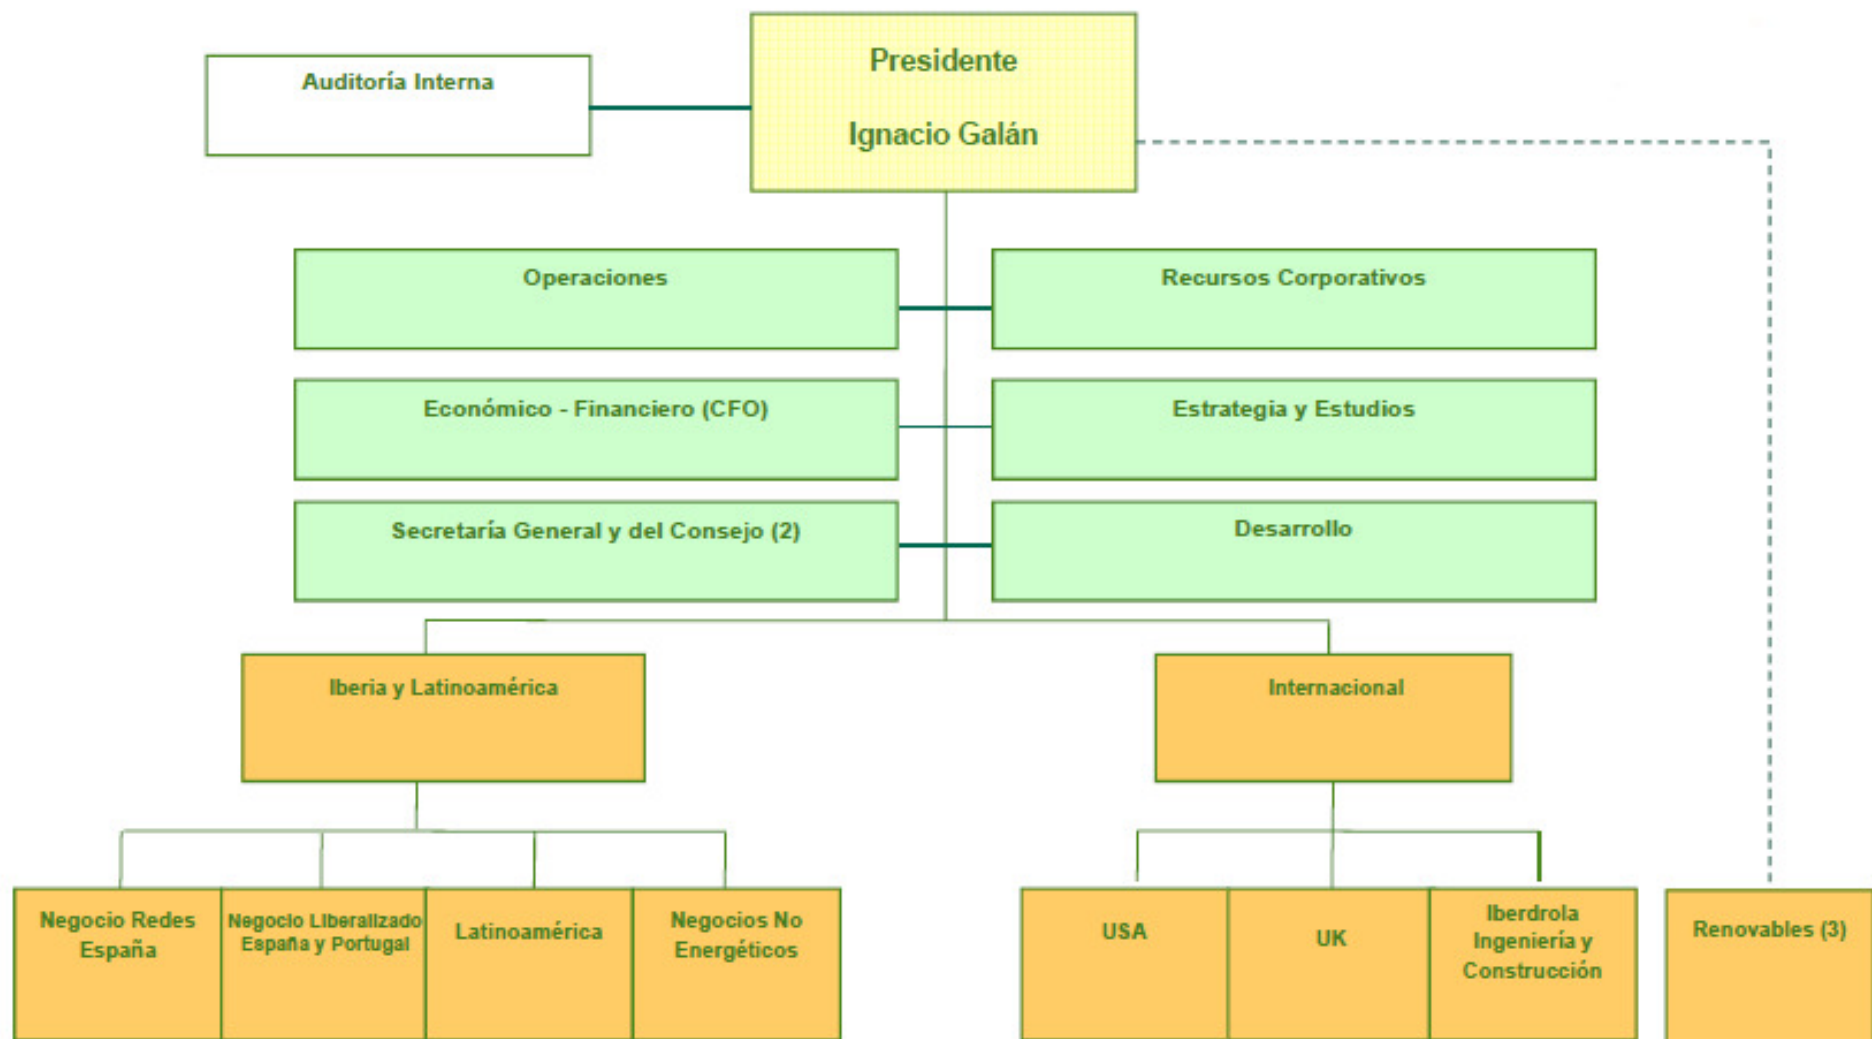 Auditoría Interna
Presidente
Ignacio Galán
Operaciones
Recursos Corporativos
Económico - Financiero (CFO)
Estrategia y Estudios
Secretaría General y del Consejo (2)
Desarrollo
Iberia y Latinoamérica
Internacional
Negocio Redes
España
Negocio Liberalizado
España y Portugal
Latinoamérica
Negocios No
Energéticos
USA
UK
Iberdrola
Ingeniería y
Construcción
Renovables (3)